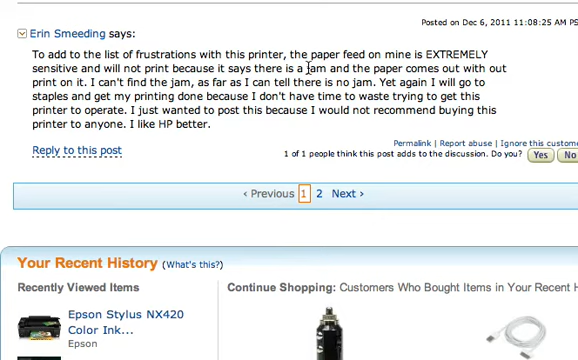 Posted on Dec 6, 2011 11:08:25 AM
Erin Smeeding says:
To add to the list of frustrations with this printer, the paper feed on mine is EXTREMELY
sensitive and will not print because it says there is a jam and the paper comes out with out
print on it. I can't find the jam, as far as I can tell there is no jam. Yet again I will go to
staples and get my printing done because I don't have time to waste trying to get this
printer to operate. I just wanted to post this because I would not recommend buying this
printer to anyone. I like HP better.
Permalink | Report abuse | Ignore this
Reply to this post
1 of 1 people think this post adds to the discussion. Do you? Yes No
‹ Previous 1 2 Next ›
Your Recent History (What's this?)
Recently Viewed Items
Continue Shopping: Customers Who Bought Items in Your Recent
Epson Stylus NX420
Color Ink...
Epson